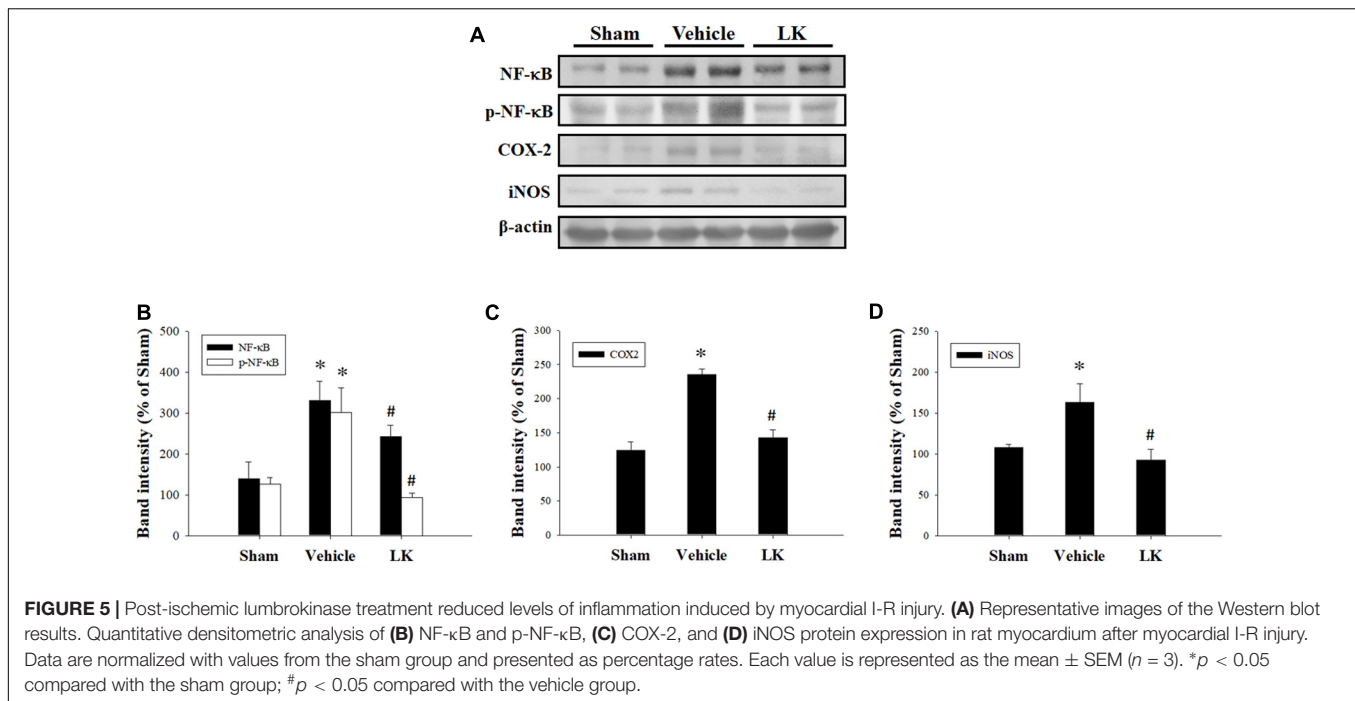 A
Sham Vehicle LK
NF-κB
p-NF-κB
COX-2
iNOS
β-actin
B
Band intensity (% of Sham)
500
400
300
200
100
0
NF-κB
p-NF-κB
* * # #
Sham Vehicle LK
C
Band intensity (% of Sham)
300
250
200
150
100
50
0
COX2
* #
Sham Vehicle LK
D
Band intensity (% of Sham)
250
200
150
100
50
0
iNOS
* #
Sham Vehicle LK
FIGURE 5 | Post-ischemic lumbrokinase treatment reduced levels of inflammation induced by myocardial I-R injury. (A) Representative images of the Western blot
results. Quantitative densitometric analysis of (B) NF-κB and p-NF-κB, (C) COX-2, and (D) iNOS protein expression in rat myocardium after myocardial I-R injury.
Data are normalized with values from the sham group and presented as percentage rates. Each value is represented as the mean ± SEM (n = 3). *p < 0.05
compared with the sham group; #p < 0.05 compared with the vehicle group.